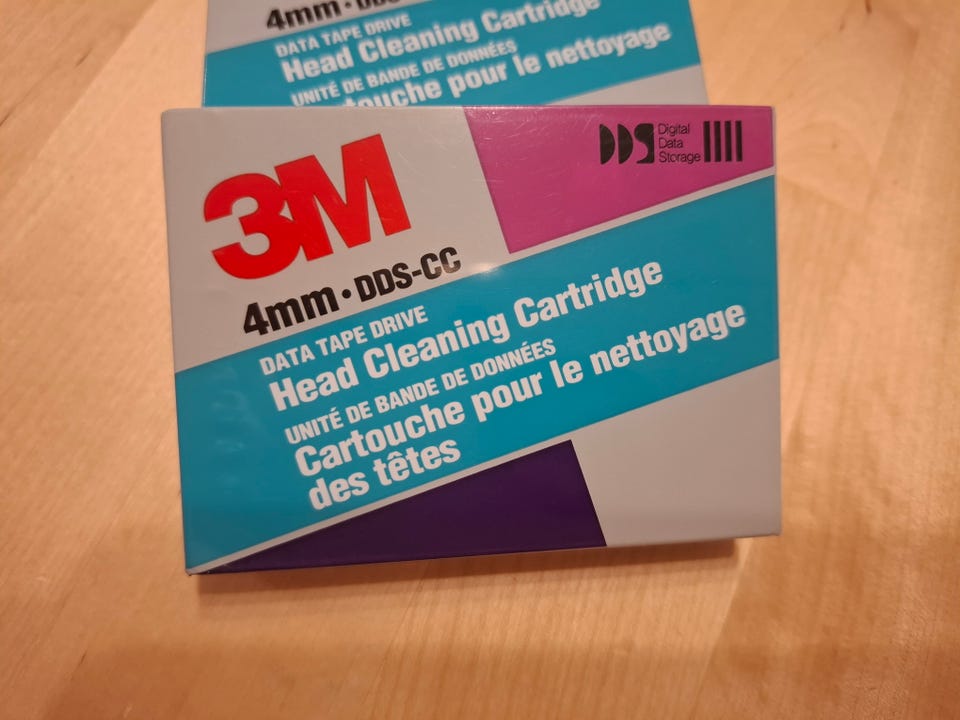 4mm • DDS
DATA TAPE DRIVE
Head Cleaning Cartridge
UNITÉ DE BANDE DE DONNÉES
pour le nettoyage
3M
DDS Digital
Data
Storage
4mm • DDS-CC
DATA TAPE DRIVE
Head Cleaning Cartridge
UNITÉ DE BANDE DE DONNÉES
Cartouche pour le nettoyage
des têtes